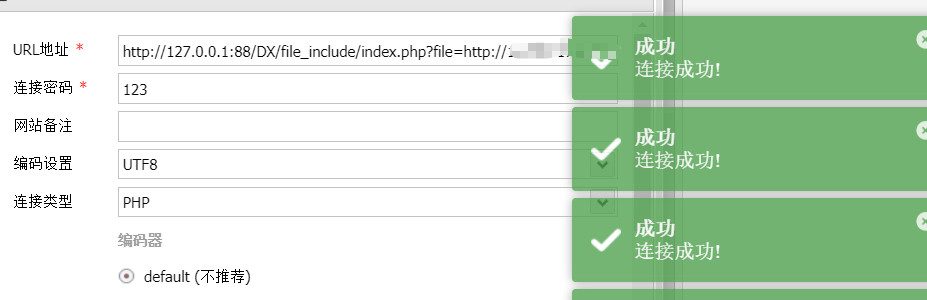 URL地址 * http://127.0.0.1:88/DX/file_include/index.php?file=http://1
连接密码 * 123
网站备注
编码设置 UTF8
连接类型 PHP
编码器
default (不推荐)
成功
连接成功!
成功
连接成功!
成功
连接成功!